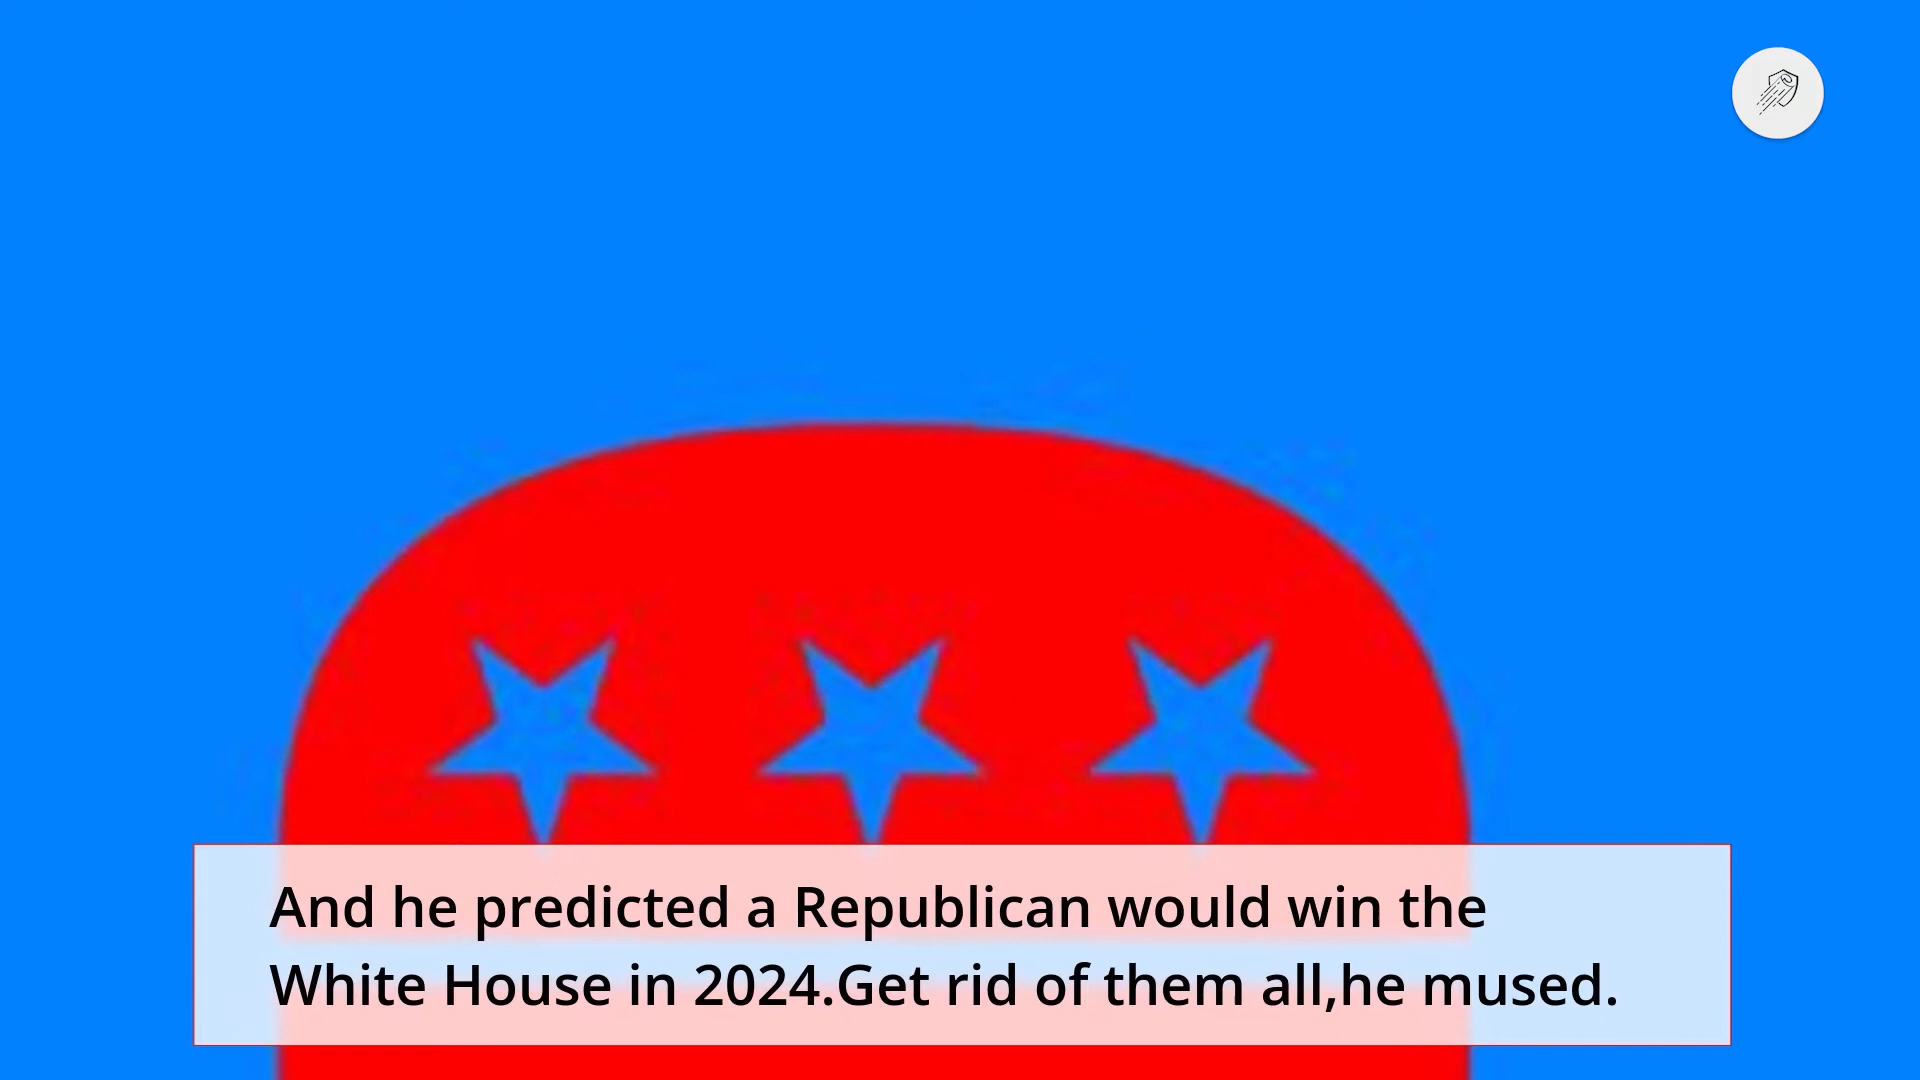 And he predicted a Republican would win the
White House in 2024.Get rid of them all,he mused.